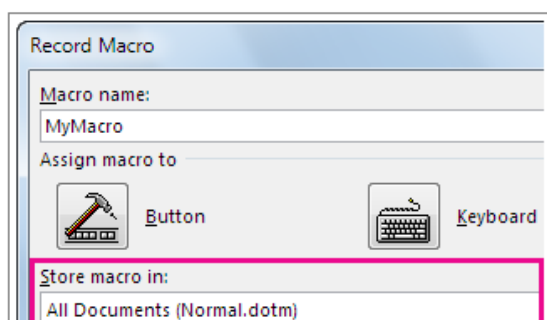 Record Macro
Macro name:
MyMacro
Assign macro to
Button
Keyboard
Store macro in:
All Documents (Normal.dotm)